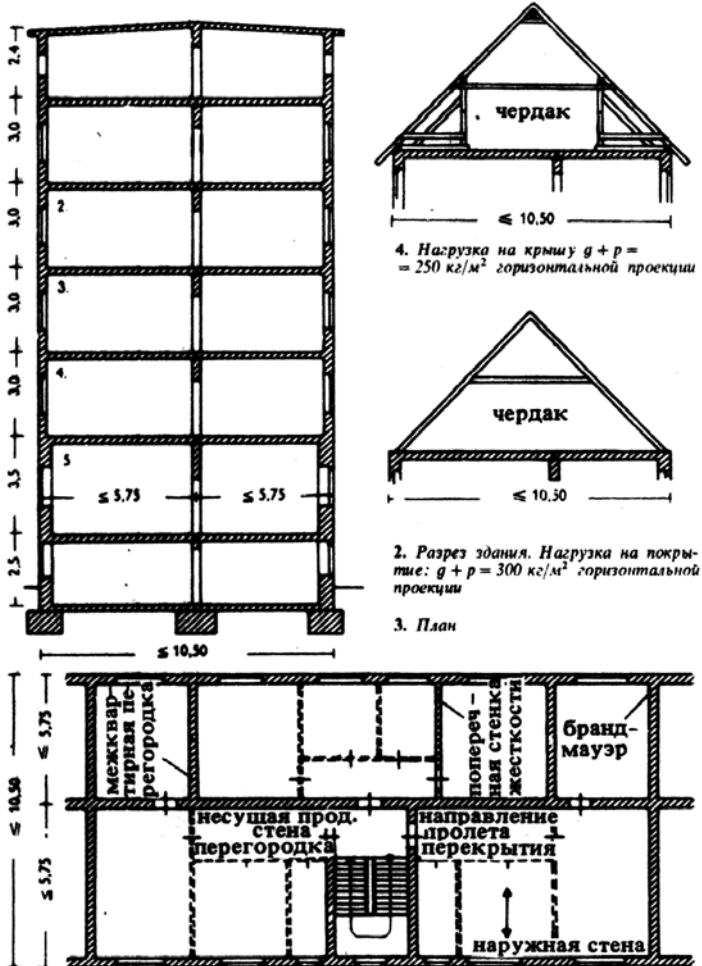 2,4
3,0
3,0
2.
3,0
3.
3,0
4.
3,5
5
≤ 5,75
≤ 5,75
2,5
≤ 10,50
чердак
≤ 10,50
4. Нагрузка на крышу g + p =
= 250 кг/м² горизонтальной проекции
чердак
≤ 10,50
2. Разрез здания. Нагрузка на покры-
тие: g + p = 300 кг/м² горизонтальной
проекции
3. План
≤ 10,50
≤ 5,75
≤ 5,75
межквар-
тирная пе-
регородка
попереч-
ная стенка
жесткости
бранд-
мауэр
несущая прод.
стена
перегородка
направление
пролета
перекрытия
наружная стена